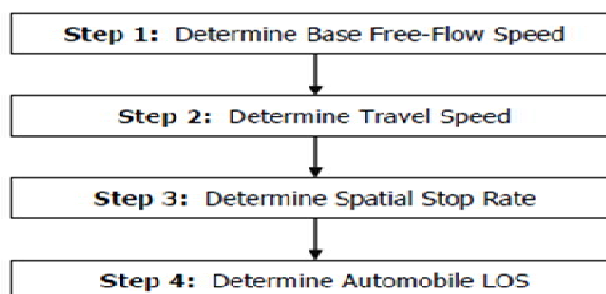 Step 1: Determine Base Free-Flow Speed
Step 2: Determine Travel Speed
Step 3: Determine Spatial Stop Rate
Step 4: Determine Automobile LOS